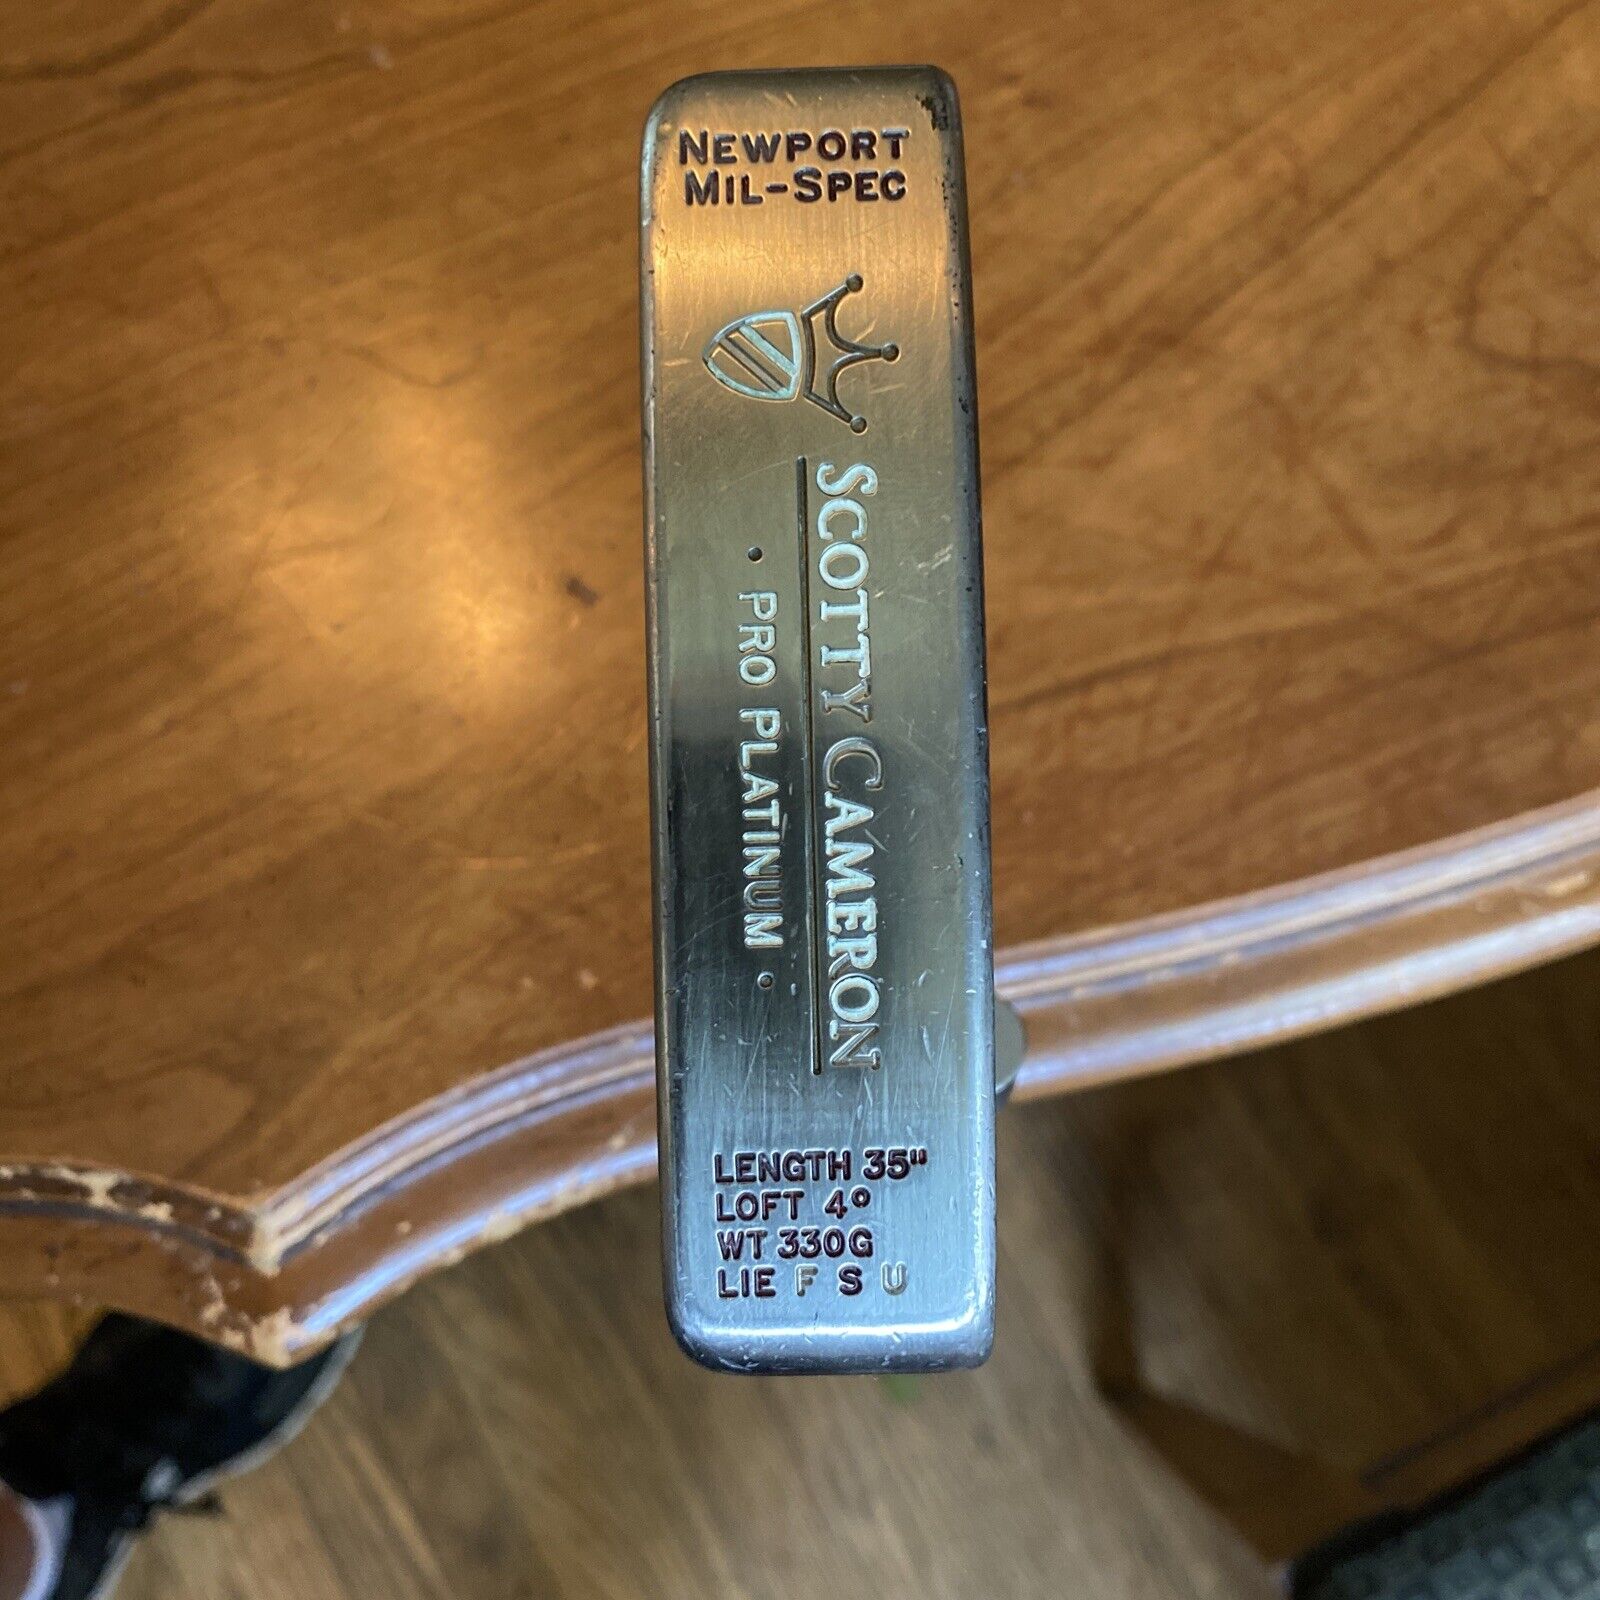 NEWPORT
MIL-SPEC
SCOTTY CAMERON
• PRO PLATINUM •
LENGTH 35"
LOFT 4°
WT 330G
LIE F S U